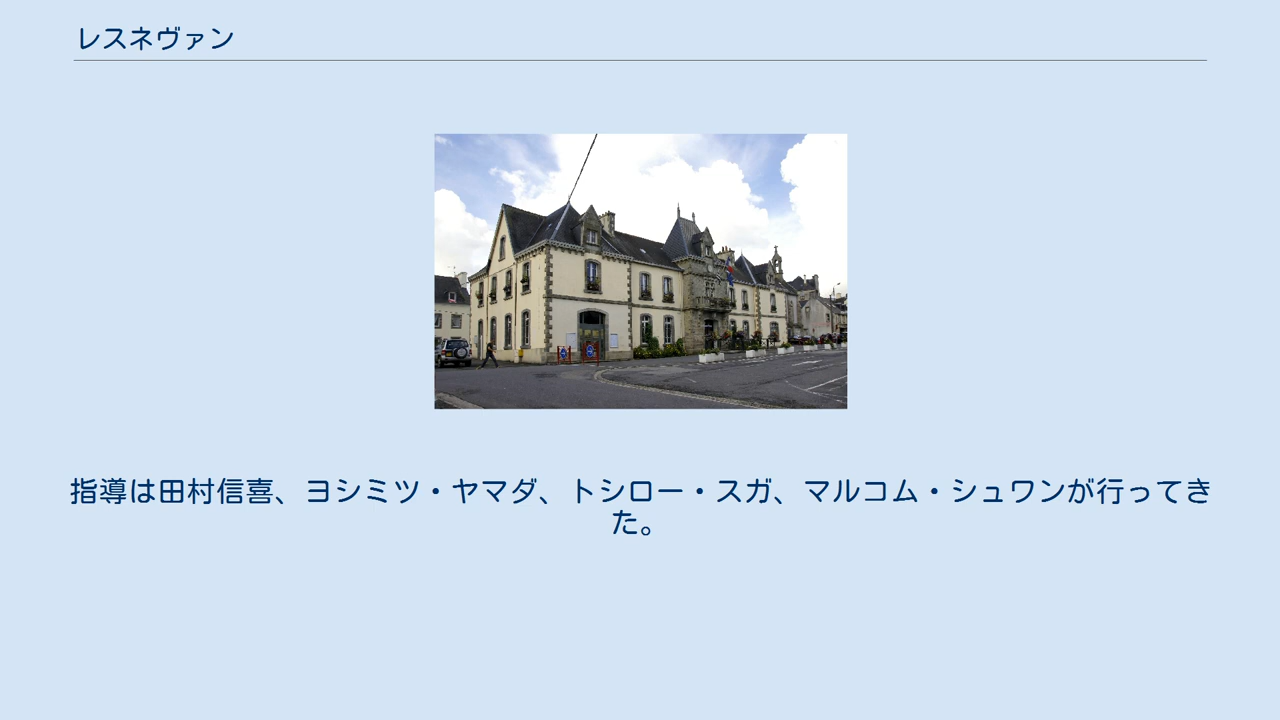 レスネヴァン
指導は田村信喜、ヨシミツ・ヤマダ、トシロー・スガ、マルコム・シュワンが行ってき
た。